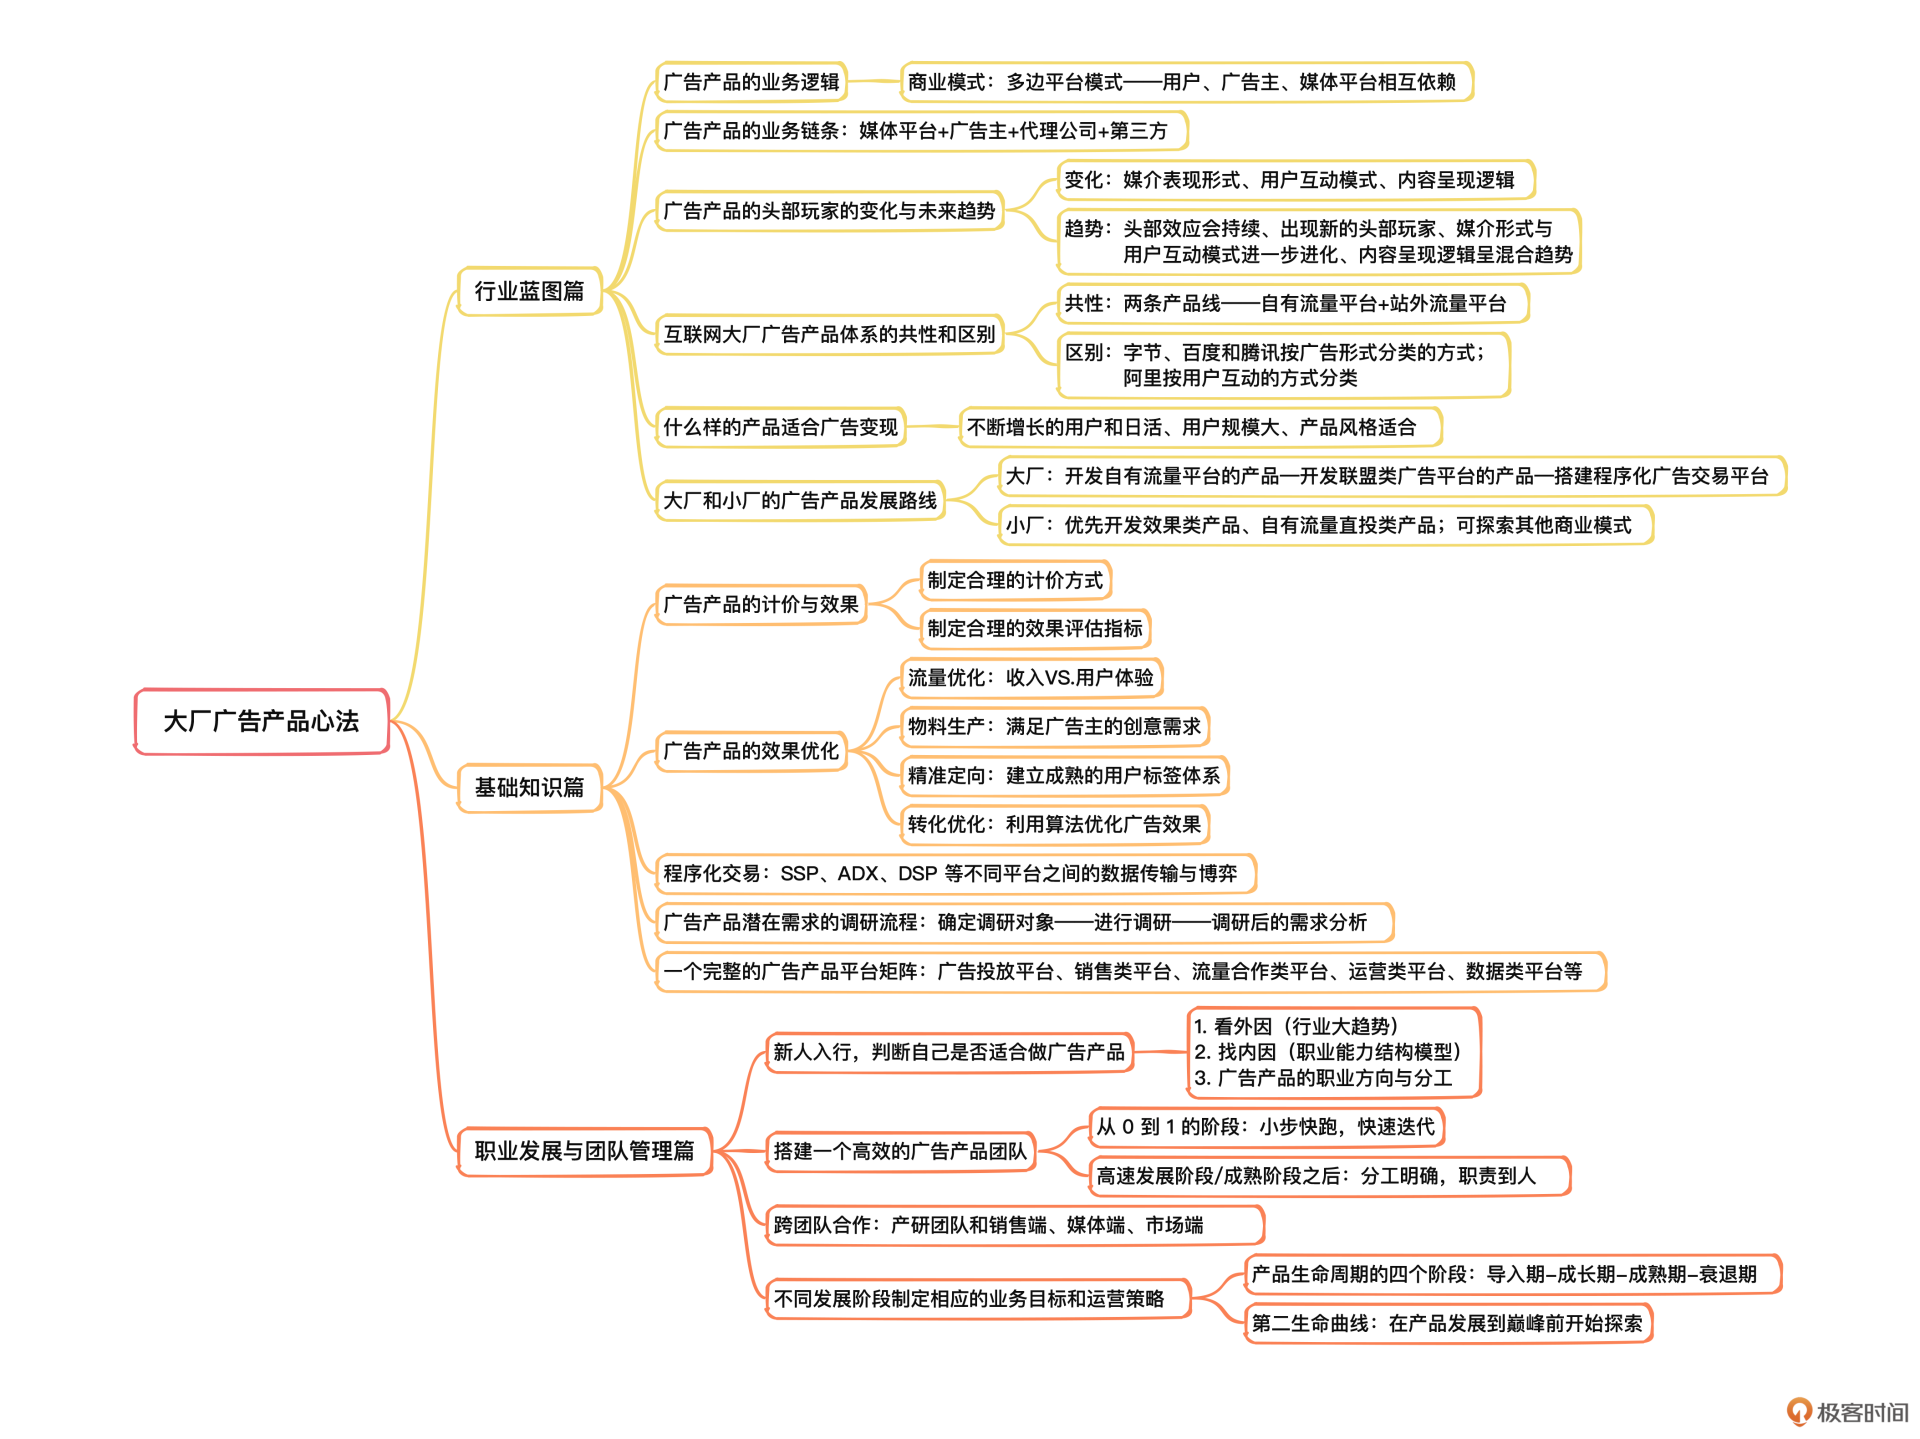 大厂广告产品心法
行业蓝图篇
广告产品的业务逻辑
商业模式：多边平台模式——用户、广告主、媒体平台相互依赖
广告产品的业务链条：媒体平台+广告主+代理公司+第三方
广告产品的头部玩家的变化与未来趋势
变化：媒介表现形式、用户互动模式、内容呈现逻辑
趋势：头部效应会持续、出现新的头部玩家、媒介形式与
用户互动模式进一步进化、内容呈现逻辑呈混合趋势
互联网大厂广告产品体系的共性和区别
共性：两条产品线——自有流量平台+站外流量平台
区别：字节、百度和腾讯按广告形式分类的方式；
阿里按用户互动的方式分类
什么样的产品适合广告变现
不断增长的用户和日活、用户规模大、产品风格适合
大厂和小厂的广告产品发展路线
大厂：开发自有流量平台的产品—开发联盟类广告平台的产品—搭建程序化广告交易平台
小厂：优先开发效果类产品、自有流量直投类产品；可探索其他商业模式
基础知识篇
广告产品的计价与效果
制定合理的计价方式
制定合理的效果评估指标
广告产品的效果优化
流量优化：收入VS.用户体验
物料生产：满足广告主的创意需求
精准定向：建立成熟的用户标签体系
转化优化：利用算法优化广告效果
程序化交易：SSP、ADX、DSP 等不同平台之间的数据传输与博弈
广告产品潜在需求的调研流程：确定调研对象——进行调研——调研后的需求分析
一个完整的广告产品平台矩阵：广告投放平台、销售类平台、流量合作类平台、运营类平台、数据类平台等
职业发展与团队管理篇
新人入行，判断自己是否适合做广告产品
1. 看外因（行业大趋势）
2. 找内因（职业能力结构模型）
3. 广告产品的职业方向与分工
搭建一个高效的广告产品团队
从 0 到 1 的阶段：小步快跑，快速迭代
高速发展阶段/成熟阶段之后：分工明确，职责到人
跨团队合作：产研团队和销售端、媒体端、市场端
不同发展阶段制定相应的业务目标和运营策略
产品生命周期的四个阶段：导入期-成长期-成熟期-衰退期
第二生命曲线：在产品发展到巅峰前开始探索
极客时间